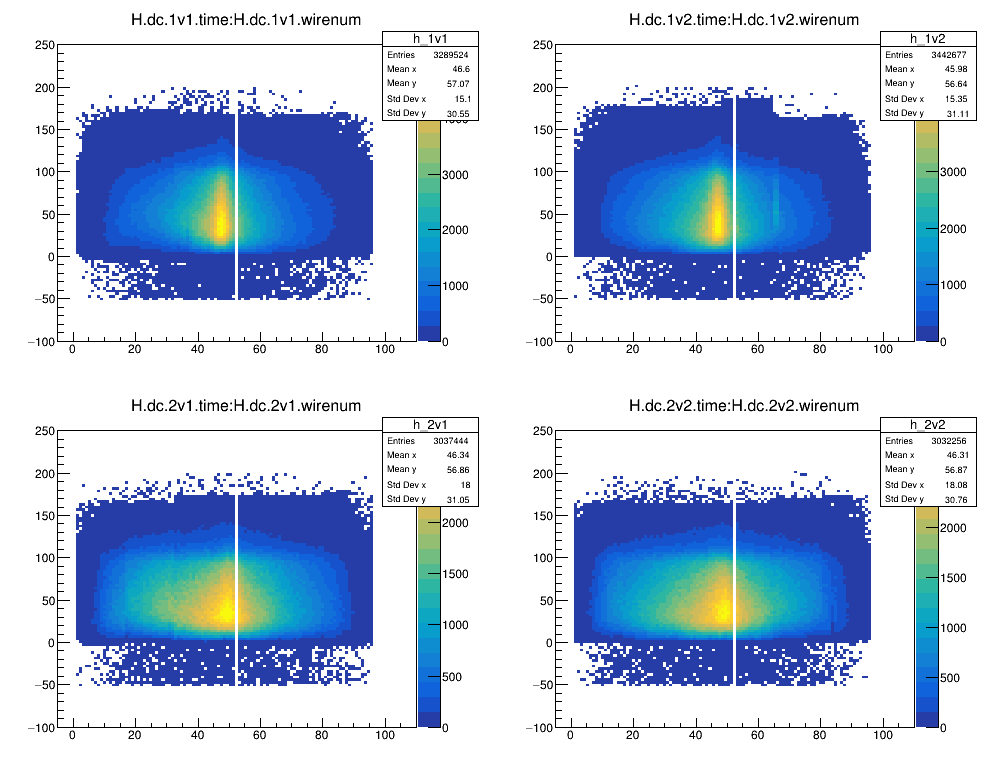 H.dc.1v1.time:H.dc.1v1.wirenum
h_1v1
Entries 3289524
Mean x 46.6
Mean y 57.07
Std Dev x 15.1
Std Dev y 30.55
250
200
150
100
50
0
−50
−100
0 20 40 60 80 100
3000
2000
1000
0
H.dc.1v2.time:H.dc.1v2.wirenum
h_1v2
Entries 3442677
Mean x 45.98
Mean y 56.64
Std Dev x 15.35
Std Dev y 31.11
250
200
150
100
50
0
−50
−100
0 20 40 60 80 100
3000
2000
1000
0
H.dc.2v1.time:H.dc.2v1.wirenum
h_2v1
Entries 3037444
Mean x 46.34
Mean y 56.86
Std Dev x 18
Std Dev y 31.05
250
200
150
100
50
0
−50
−100
0 20 40 60 80 100
2000
1500
1000
500
0
H.dc.2v2.time:H.dc.2v2.wirenum
h_2v2
Entries 3032256
Mean x 46.31
Mean y 56.87
Std Dev x 18.08
Std Dev y 30.76
250
200
150
100
50
0
−50
−100
0 20 40 60 80 100
2000
1500
1000
500
0